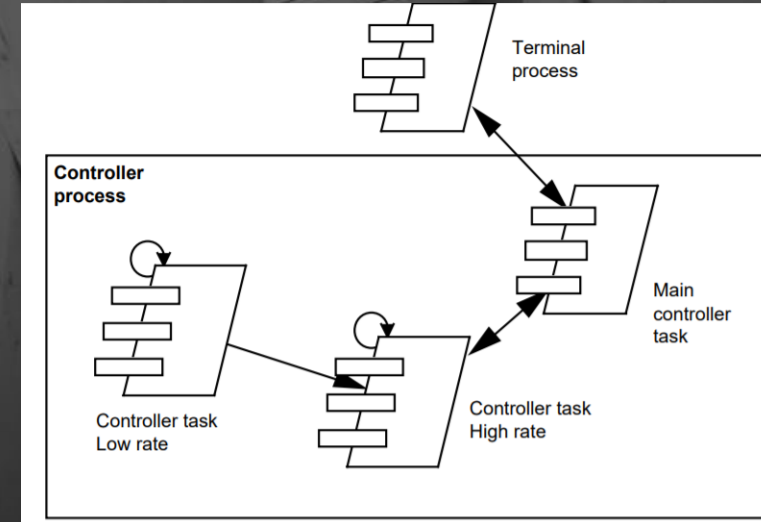 Terminal
process
Controller
process
Main
controller
task
Controller task
Low rate
Controller task
High rate